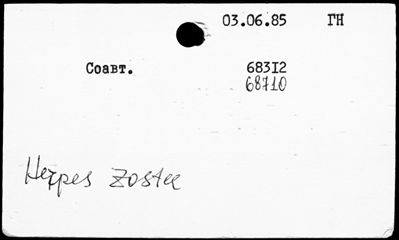 03.06.85 ГН
Соавт. 68312
68710
Herpes Zoster